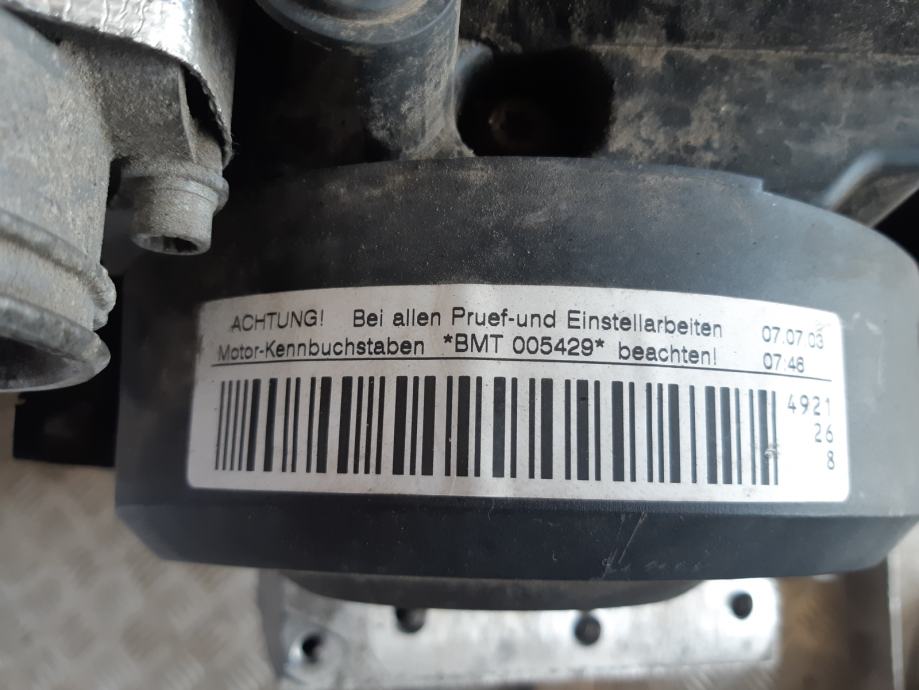 ACHTUNG! Bei allen Pruef-und Einstellarbeiten 07.07.03
Motor-Kennbuchstaben *BMT 005429* beachten! 07:46
4921
26
8